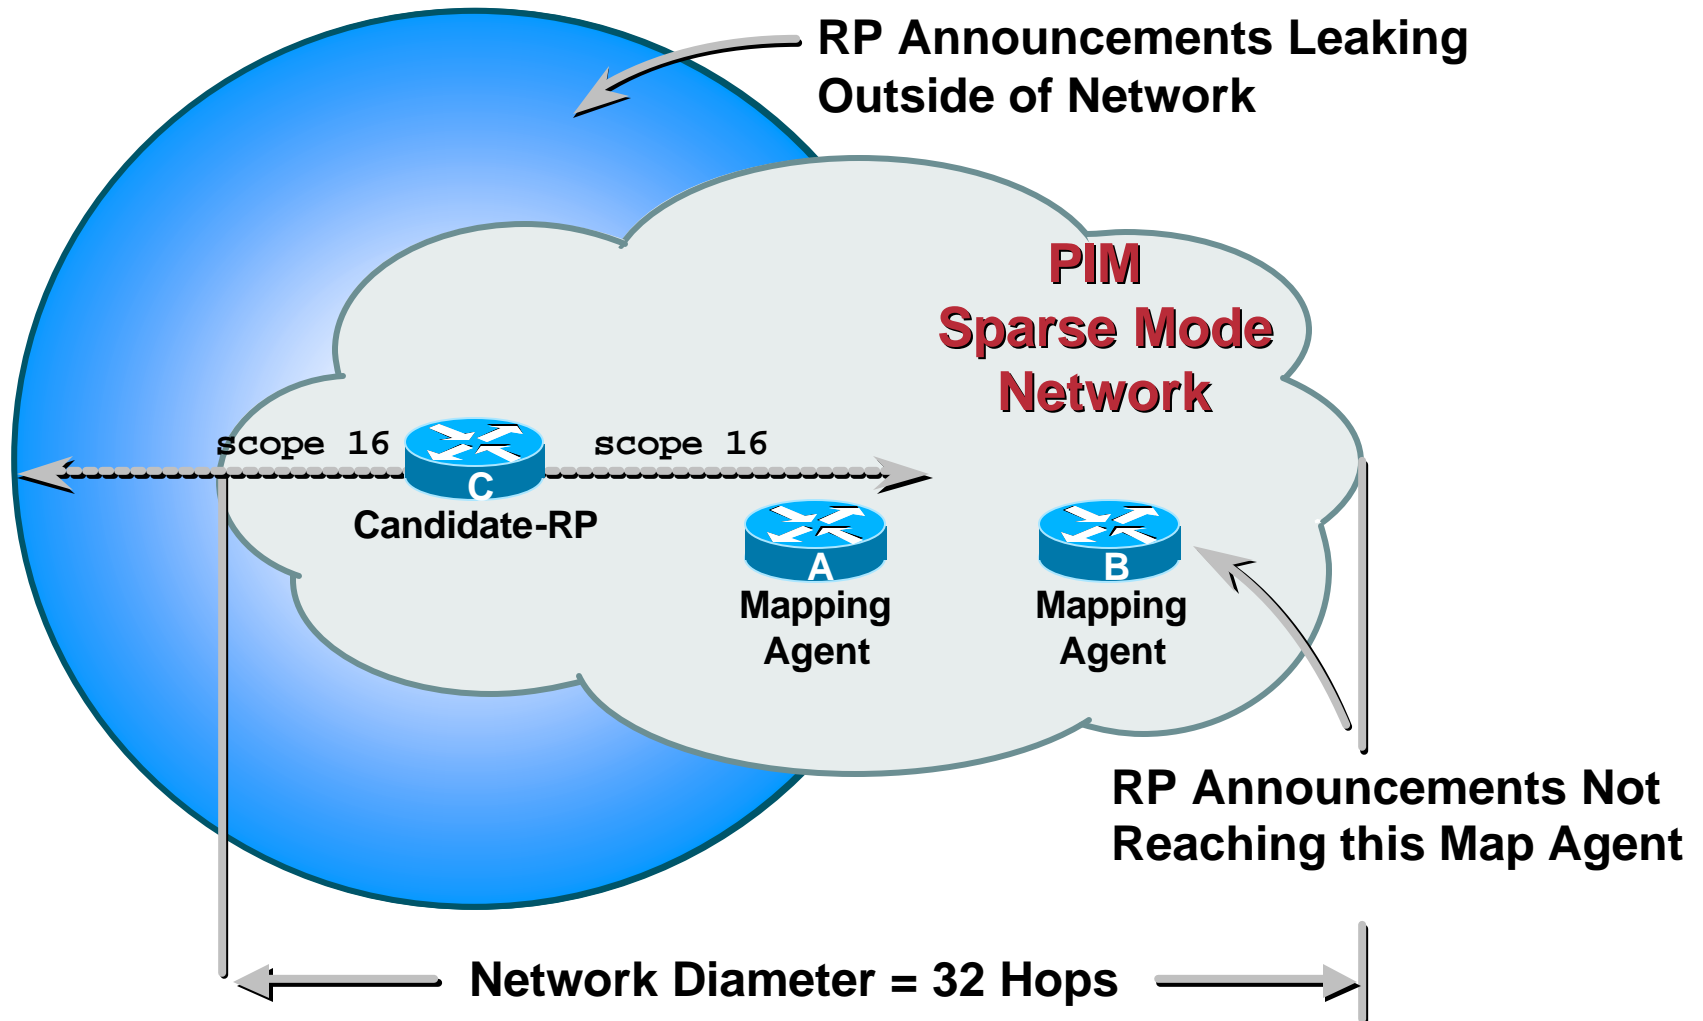 RP Announcements Leaking
Outside of Network
PIM
Sparse Mode
Network
scope 16
scope 16
C
Candidate-RP
A
Mapping
Agent
B
Mapping
Agent
RP Announcements Not
Reaching this Map Agent
Network Diameter = 32 Hops